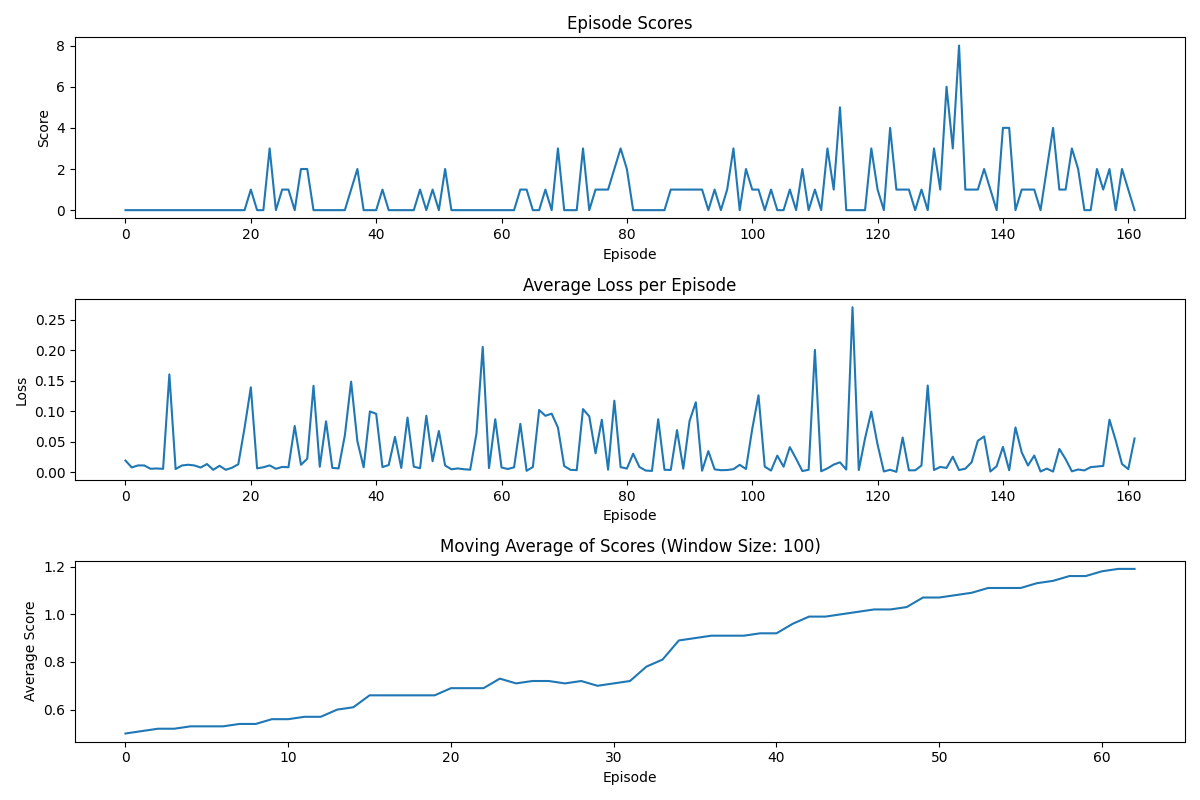 Episode Scores
8
6
4
2
0
Score
0 20 40 60 80 100 120 140 160
Episode
Average Loss per Episode
0.25
0.20
0.15
0.10
0.05
0.00
Loss
0 20 40 60 80 100 120 140 160
Episode
Moving Average of Scores (Window Size: 100)
1.2
1.0
0.8
0.6
Average Score
0 10 20 30 40 50 60
Episode